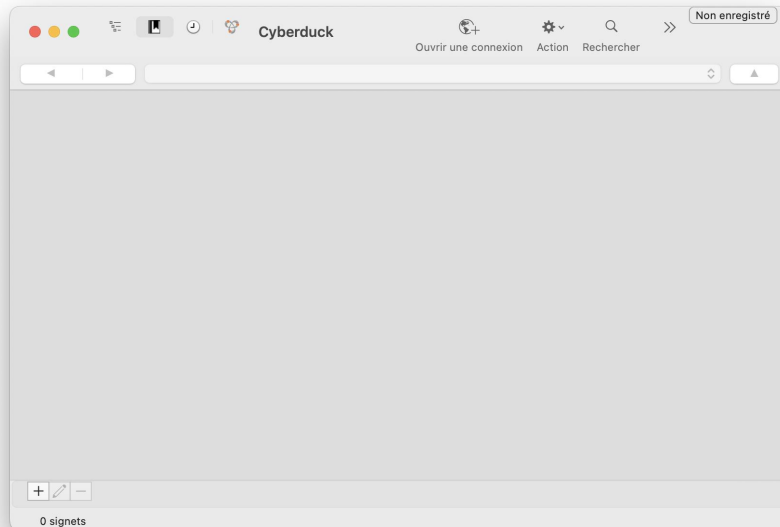 Non enregistré
Cyberduck
Ouvrir une connexion
Action
Rechercher
0 signets